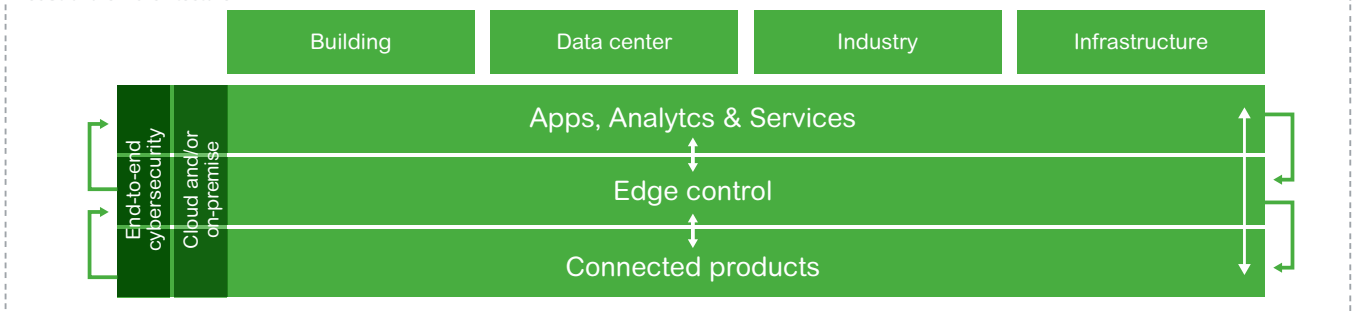 Building
Data center
Industry
Infrastructure
End-to-end
cybersecurity
Cloud and/or
on-premise
Apps, Analytcs & Services
Edge control
Connected products